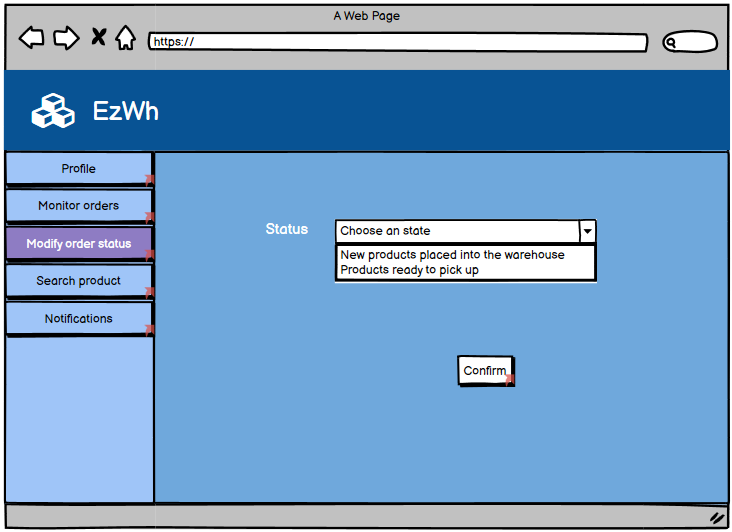 A Web Page
https://
EzWh
Profile
Monitor orders
Modify order status
Search product
Notifications
Status
Choose an state
New products placed into the warehouse
Products ready to pick up
Confirm